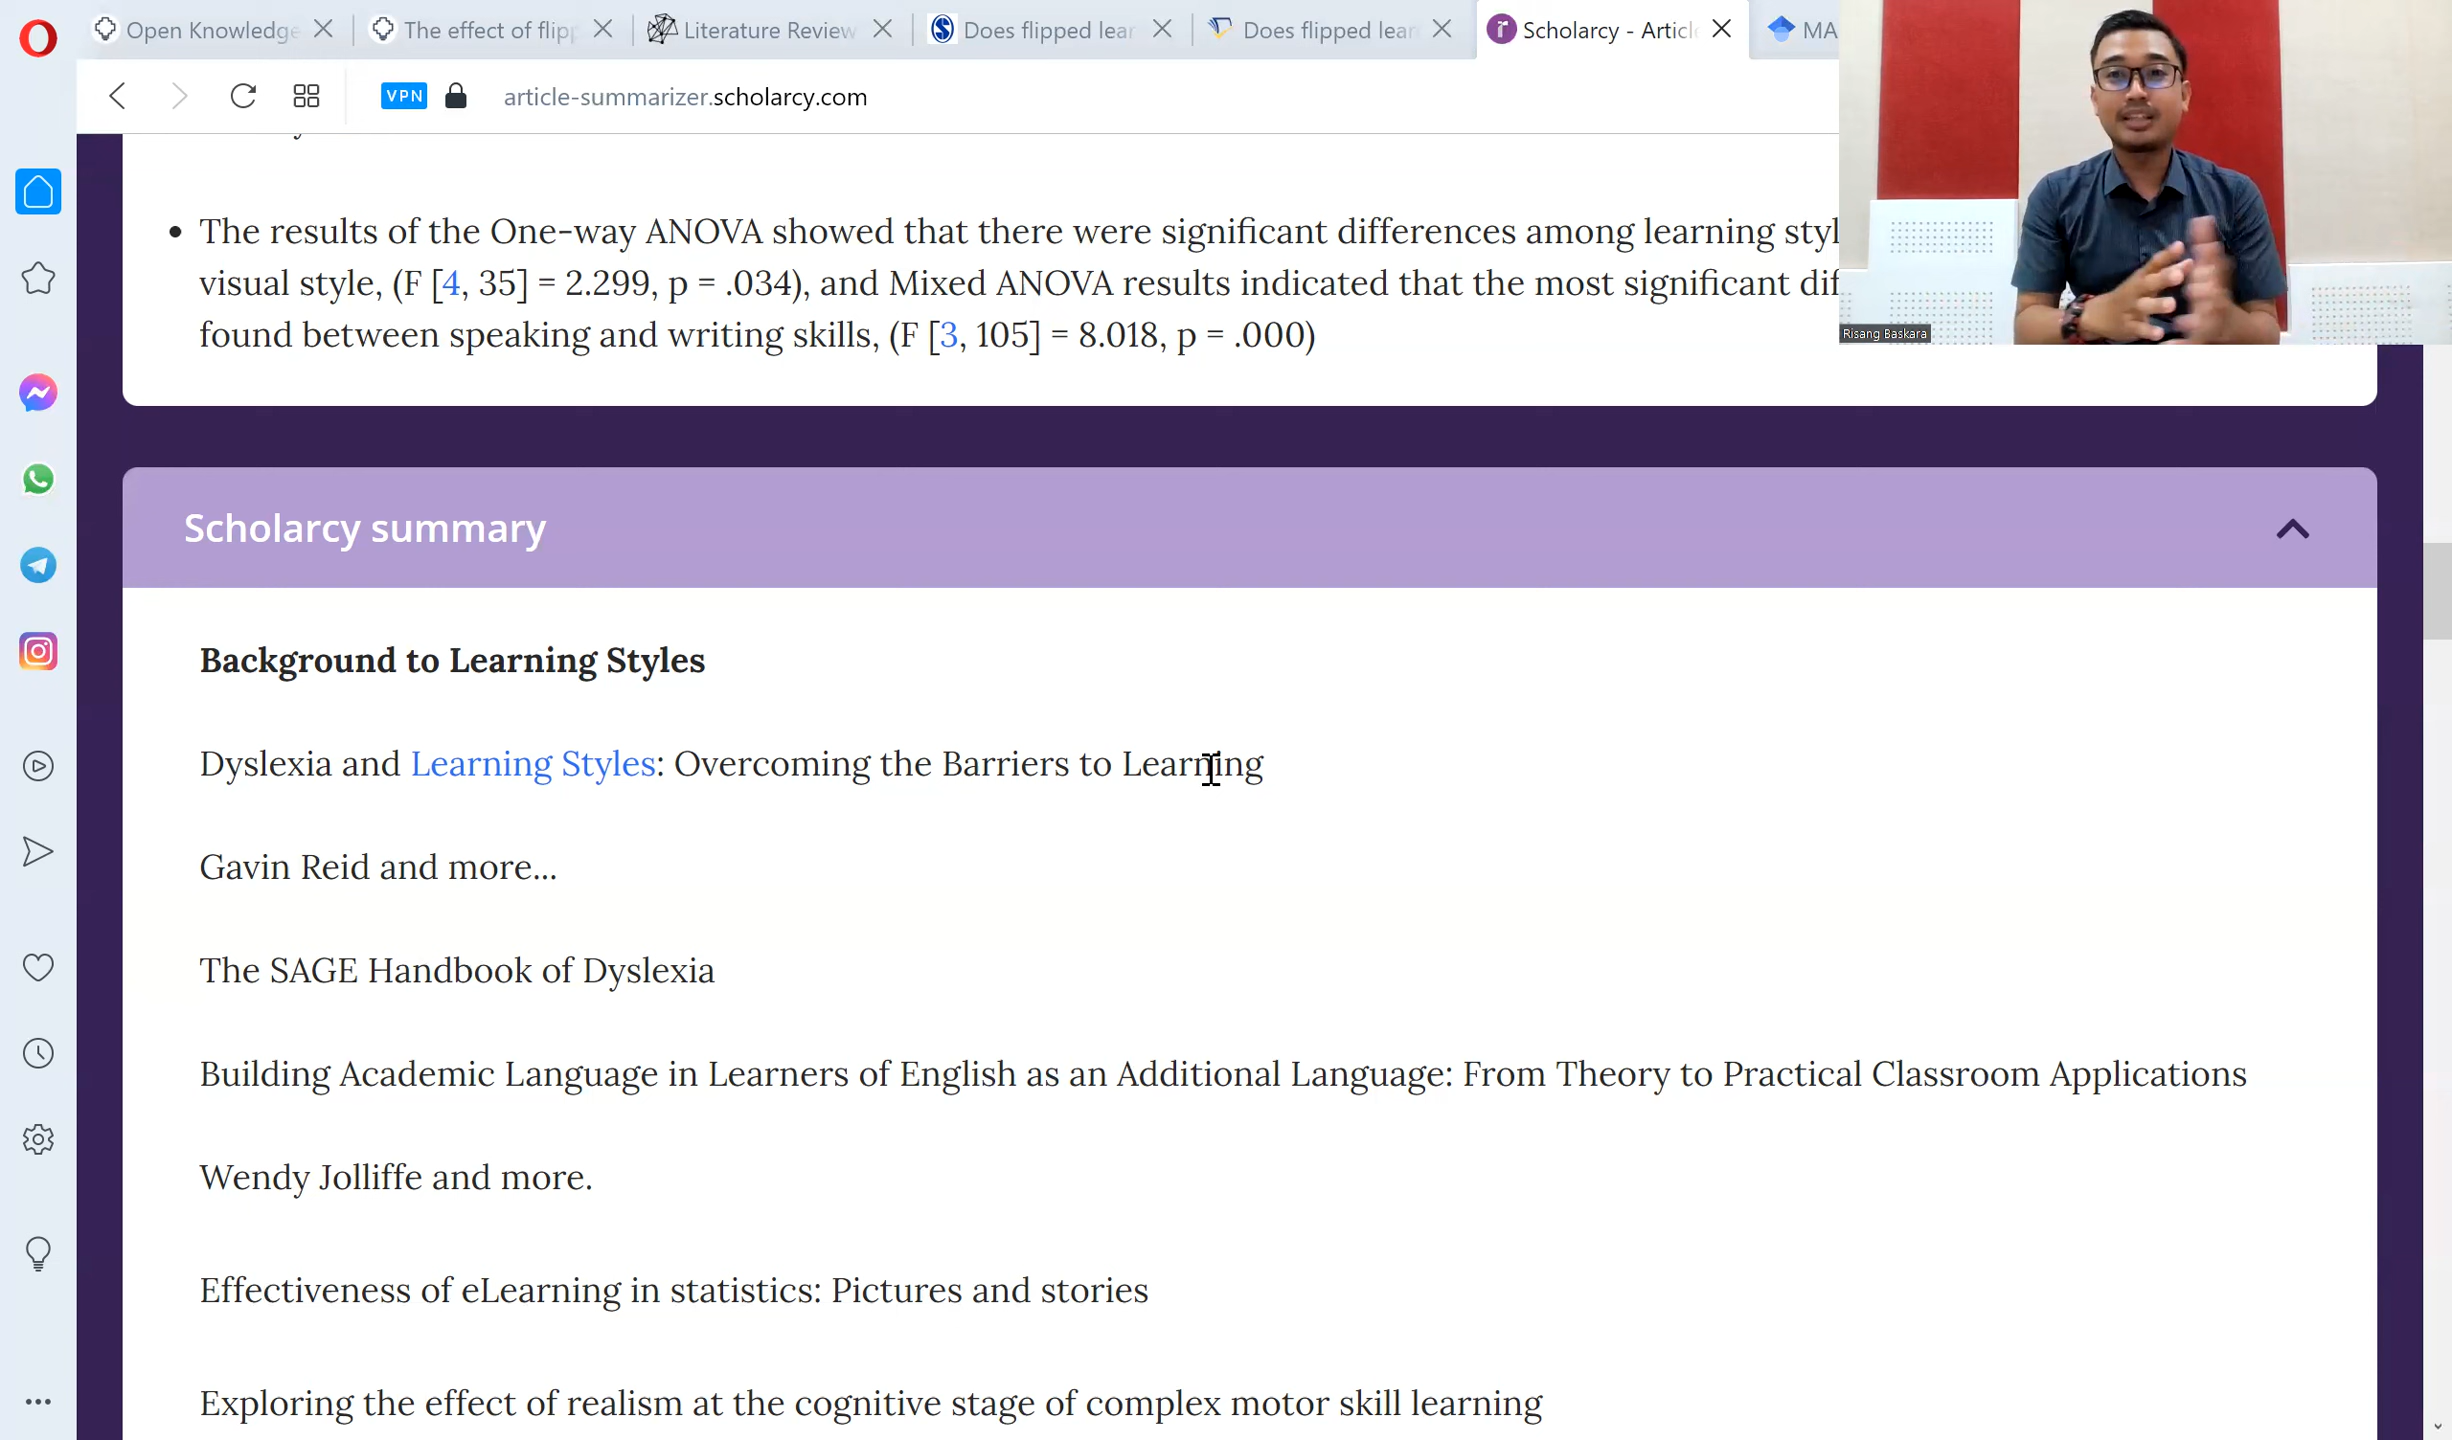 Open Knowledge
The effect of flipp
Literature Review
Does flipped lear
Does flipped lear
Scholarcy - Articl
MA
VPN
article-summarizer.scholarcy.com
Risang Baskara
The results of the One-way ANOVA showed that there were significant differences among learning styl
visual style, (F [4, 35] = 2.299, p = .034), and Mixed ANOVA results indicated that the most significant dif
found between speaking and writing skills, (F [3, 105] = 8.018, p = .000)
Scholarcy summary
Background to Learning Styles
Dyslexia and Learning Styles: Overcoming the Barriers to Learning
Gavin Reid and more...
The SAGE Handbook of Dyslexia
Building Academic Language in Learners of English as an Additional Language: From Theory to Practical Classroom Applications
Wendy Jolliffe and more.
Effectiveness of eLearning in statistics: Pictures and stories
Exploring the effect of realism at the cognitive stage of complex motor skill learning